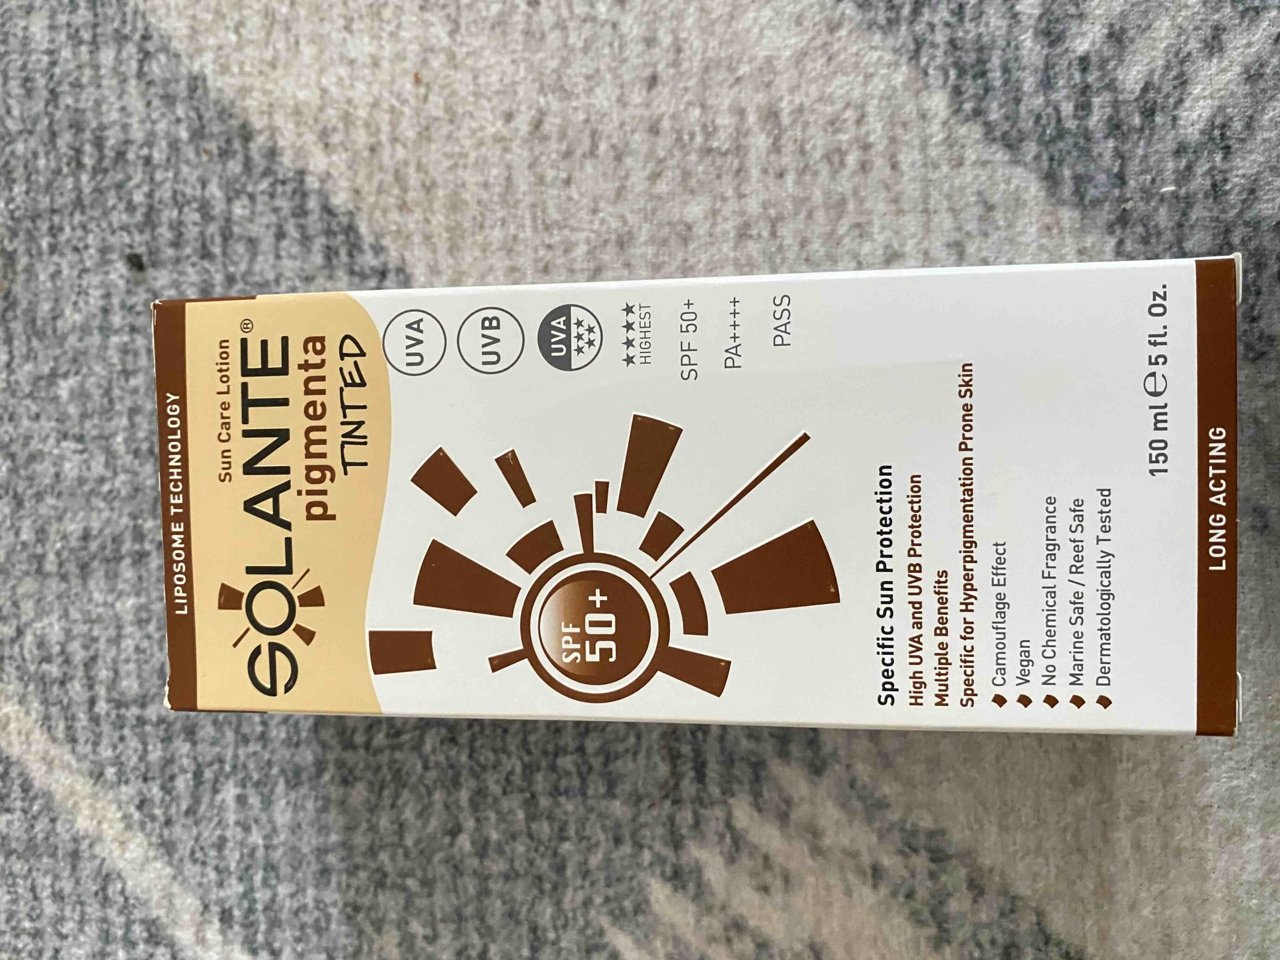 LIPOSOME TECHNOLOGY
Sun Care Lotion
SOLANTE®
pigmenta
TINTED
UVA
UVB
UVA
★★★★★
★★★★
HIGHEST
SPF 50+
PA++++
PASS
SPF
50+
Specific Sun Protection
High UVA and UVB Protection
Multiple Benefits
Specific for Hyperpigmentation Prone Skin
Camouflage Effect
Vegan
No Chemical Fragrance
Marine Safe / Reef Safe
Dermatologically Tested
150 ml ℮ 5 fl. Oz.
LONG ACTING